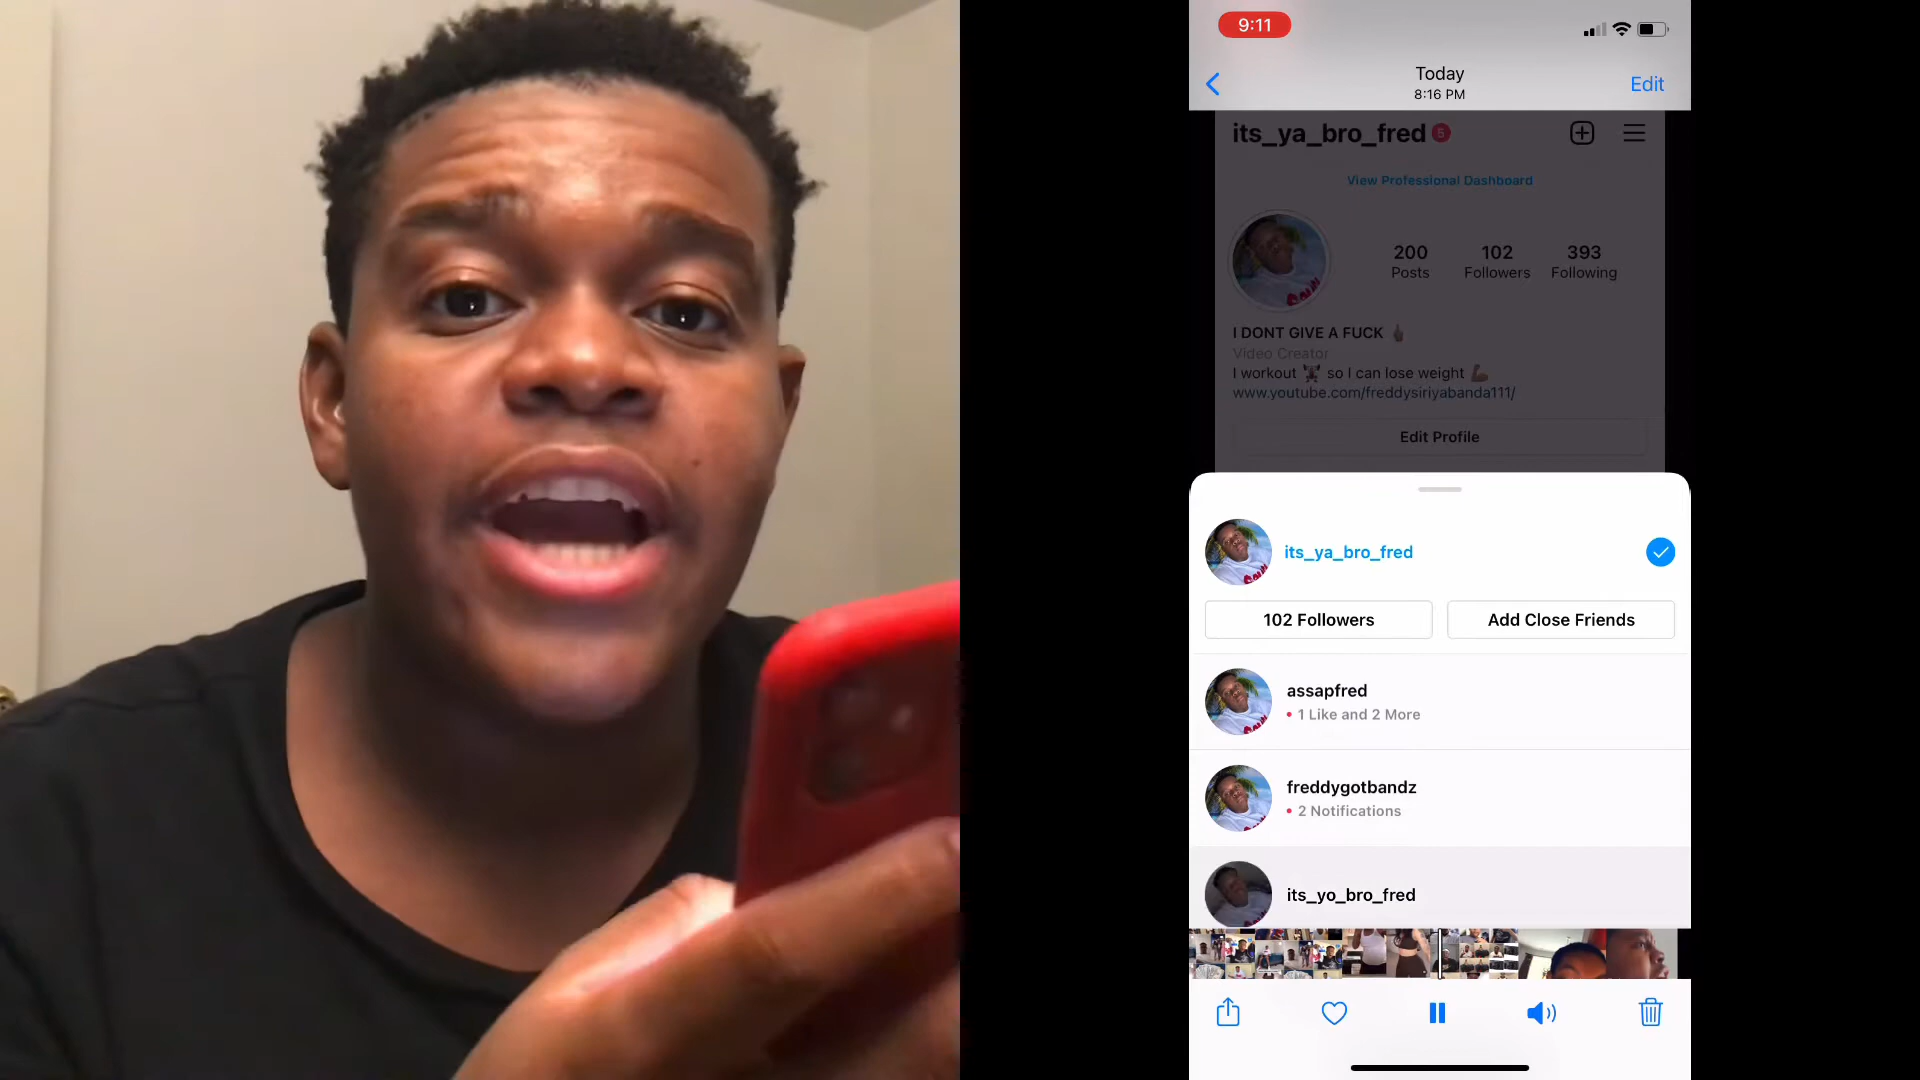 9:11
Today
8:16 PM
Edit
its_ya_bro_fred 5
View Professional Dashboard
200 102 393
Posts Followers Following
I DONT GIVE A FUCK 🖕🏽
Video Creator
I workout 🏋🏽 so I can lose weight 💪🏽
www.youtube.com/freddysiriyabanda111/
Edit Profile
its_ya_bro_fred
102 Followers Add Close Friends
assapfred
• 1 Like and 2 More
freddygotbandz
• 2 Notifications
its_yo_bro_fred